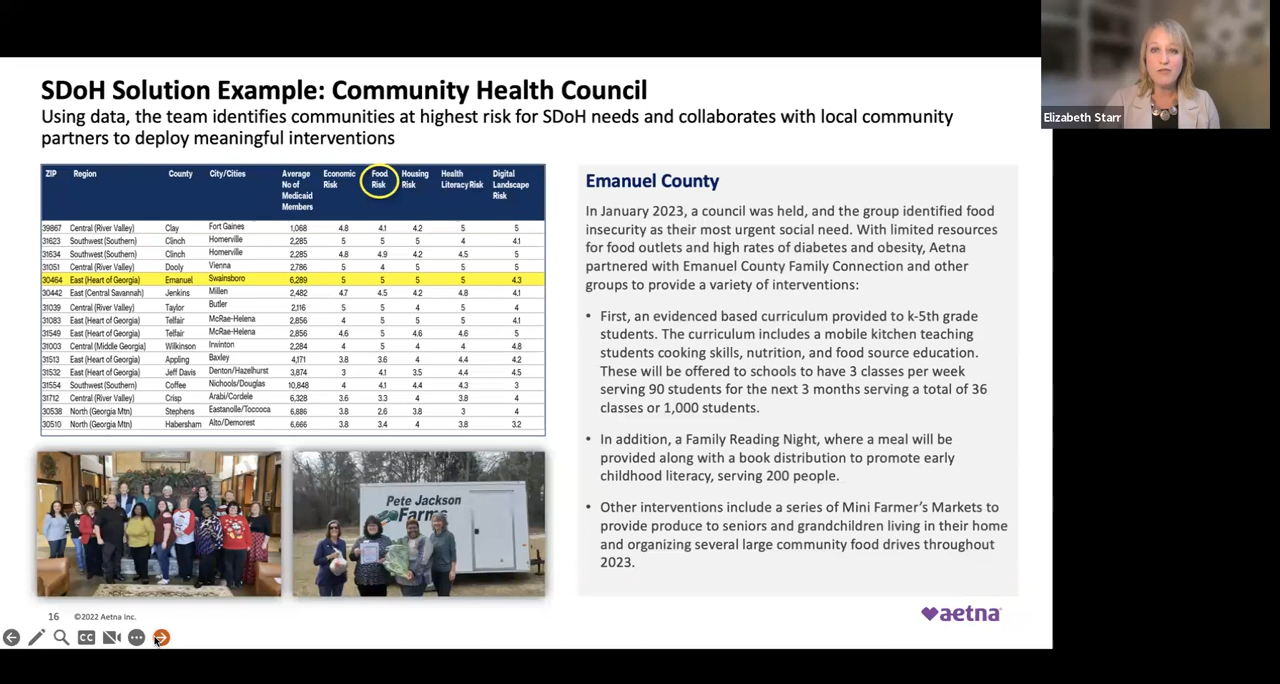 SDoH Solution Example: Community Health Council
Using data, the team identifies communities at highest risk for SDoH needs and collaborates with local community
partners to deploy meaningful interventions
ZIP Region County City/Cities Average No of Medicaid Members Economic Risk Food Risk Housing Risk Health Literacy Risk Digital Landscape Risk
39867 Central (River Valley) Clay Fort Gaines 1,068 4.8 4.1 4.2 5 5
31623 Southwest (Southern) Clinch Homerville 2,285 5 5 5 4 4.1
31634 Southwest (Southern) Clinch Homerville 2,285 4.8 4.9 4.2 4.5 5
31051 Central (River Valley) Dooly Vienna 2,786 5 4 5 5 5
30464 East (Heart of Georgia) Emanuel Swainsboro 6,289 5 5 5 5 4.3
30442 East (Central Savannah) Jenkins Millen 2,482 4.7 4.5 4.2 4.8 4.1
31039 Central (River Valley) Taylor Butler 2,116 5 5 4 5 4
31083 East (Heart of Georgia) Telfair McRae-Helena 2,856 4 5 5 5 4.1
31549 East (Heart of Georgia) Telfair McRae-Helena 2,856 4.6 5 4.6 4.6 5
31003 Central (Middle Georgia) Wilkinson Irwinton 2,284 4 5 4 4 4.8
31513 East (Heart of Georgia) Appling Baxley 4,171 3.8 3.6 4 4.4 4.2
31532 East (Heart of Georgia) Jeff Davis Denton/Hazelhurst 3,874 3 4.1 3.5 4.4 4.5
31554 Southwest (Southern) Coffee Nichools/Douglas 10,848 4 4.1 4.4 4.3 3
31712 Central (River Valley) Crisp Arabi/Cordele 6,328 3.6 3.3 4 3.8 4
30538 North (Georgia Mtn) Stephens Eastanolle/Toccoca 6,886 3.8 2.6 3.8 3 4
30510 North (Georgia Mtn) Habersham Alto/Demorest 6,666 3.8 3.4 4 3.8 3.2
Emanuel County
In January 2023, a council was held, and the group identified food
insecurity as their most urgent social need. With limited resources
for food outlets and high rates of diabetes and obesity, Aetna
partnered with Emanuel County Family Connection and other
groups to provide a variety of interventions:
• First, an evidenced based curriculum provided to k-5th grade
students. The curriculum includes a mobile kitchen teaching
students cooking skills, nutrition, and food source education.
These will be offered to schools to have 3 classes per week
serving 90 students for the next 3 months serving a total of 36
classes or 1,000 students.
• In addition, a Family Reading Night, where a meal will be
provided along with a book distribution to promote early
childhood literacy, serving 200 people.
• Other interventions include a series of Mini Farmer's Markets to
provide produce to seniors and grandchildren living in their home
and organizing several large community food drives throughout
2023.
Pete Jackson
Farms
16 ©2022 Aetna Inc.
aetna
CC
Elizabeth Starr